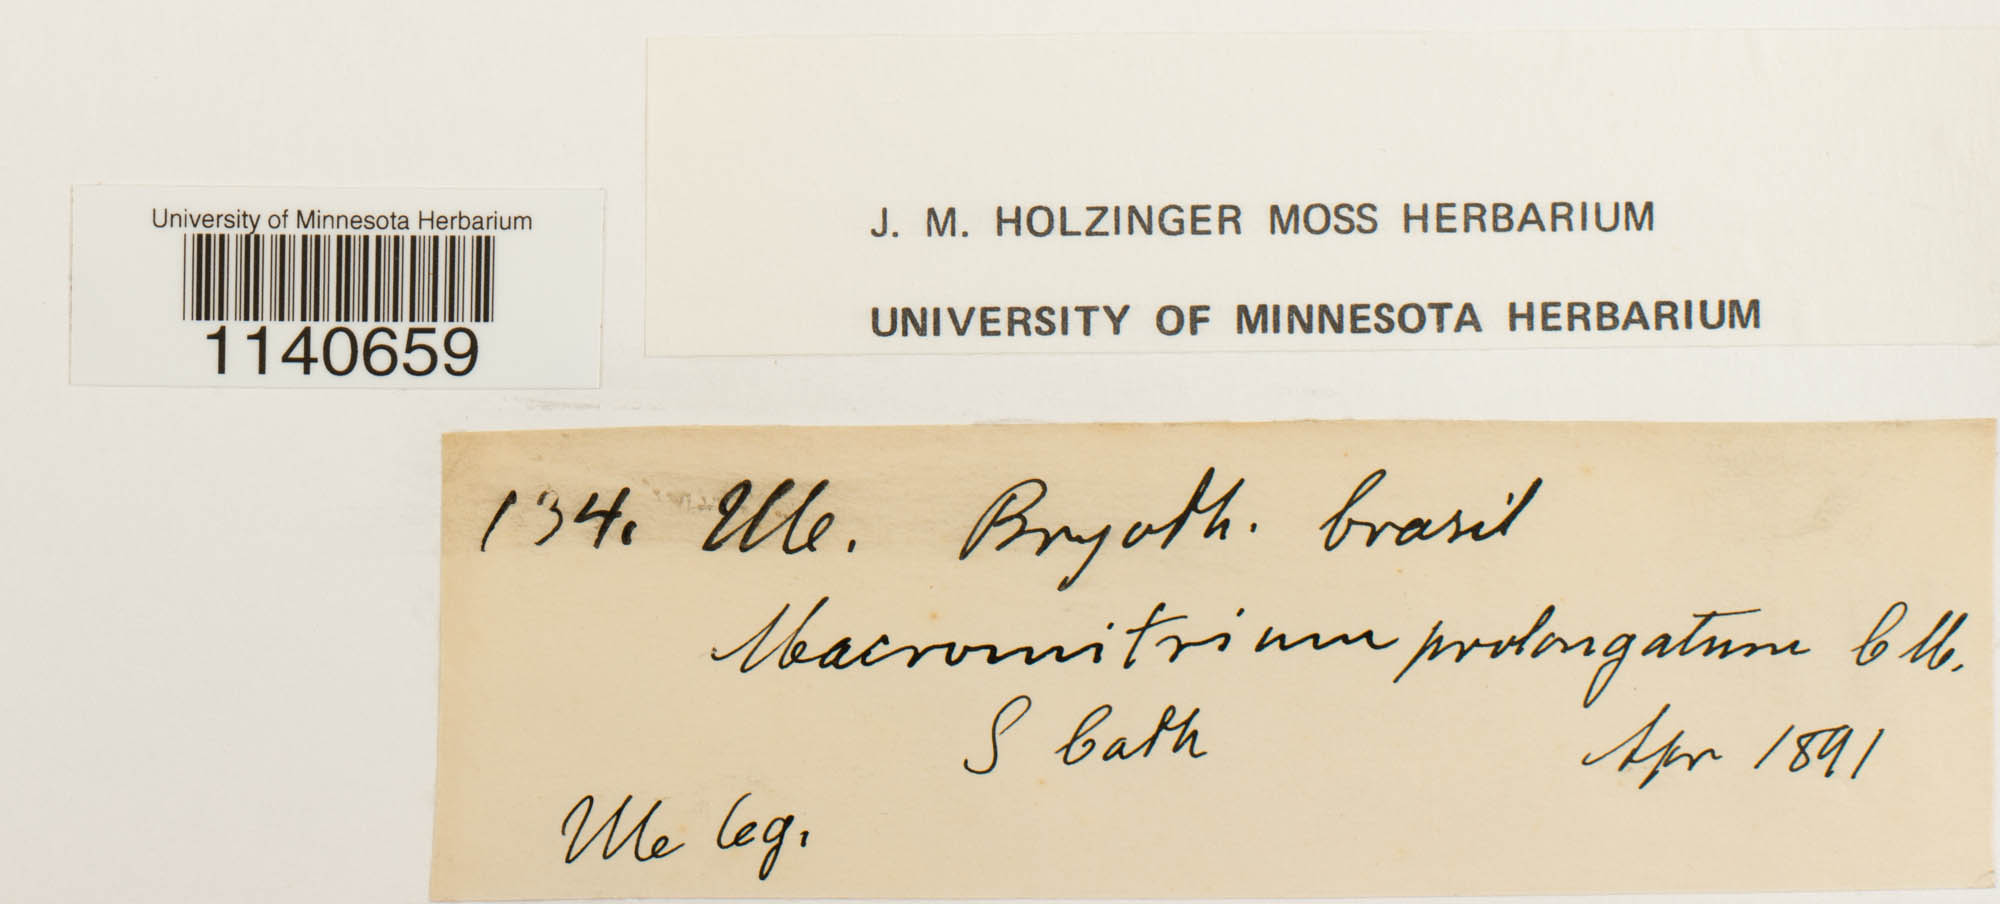 University of Minnesota Herbarium
1140659
J. M. HOLZINGER MOSS HERBARIUM
UNIVERSITY OF MINNESOTA HERBARIUM
134. Ule. Bryoth. brasil
Macromitrium prolongatum C M.
S Cath Apr 1891
Ule leg.